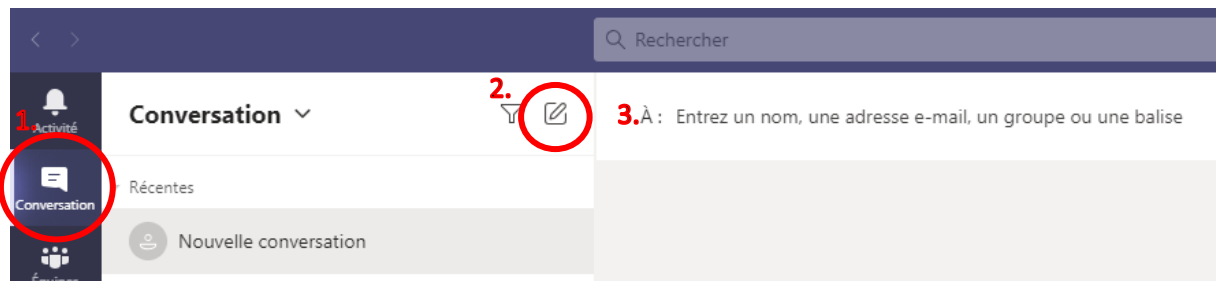 Rechercher
1.
Activité
Conversation
2.
3. À : Entrez un nom, une adresse e-mail, un groupe ou une balise
Conversation
Récentes
Nouvelle conversation
Équipes